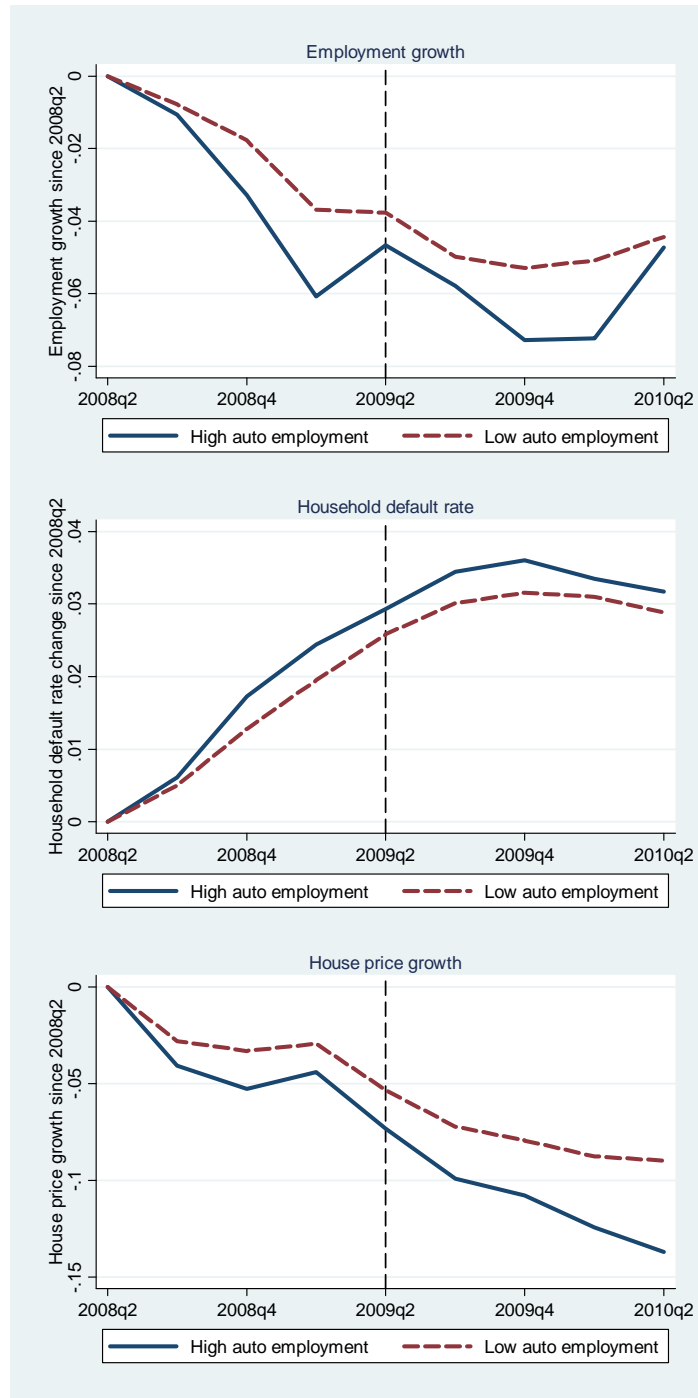 Employment growth
Employment growth since 2008q2
0
-.02
-.04
-.06
-.08
2008q2 2008q4 2009q2 2009q4 2010q2
High auto employment Low auto employment
Household default rate
Household default rate change since 2008q2
.04
.03
.02
.01
0
2008q2 2008q4 2009q2 2009q4 2010q2
High auto employment Low auto employment
House price growth
House price growth since 2008q2
0
-.05
-.1
-.15
2008q2 2008q4 2009q2 2009q4 2010q2
High auto employment Low auto employment